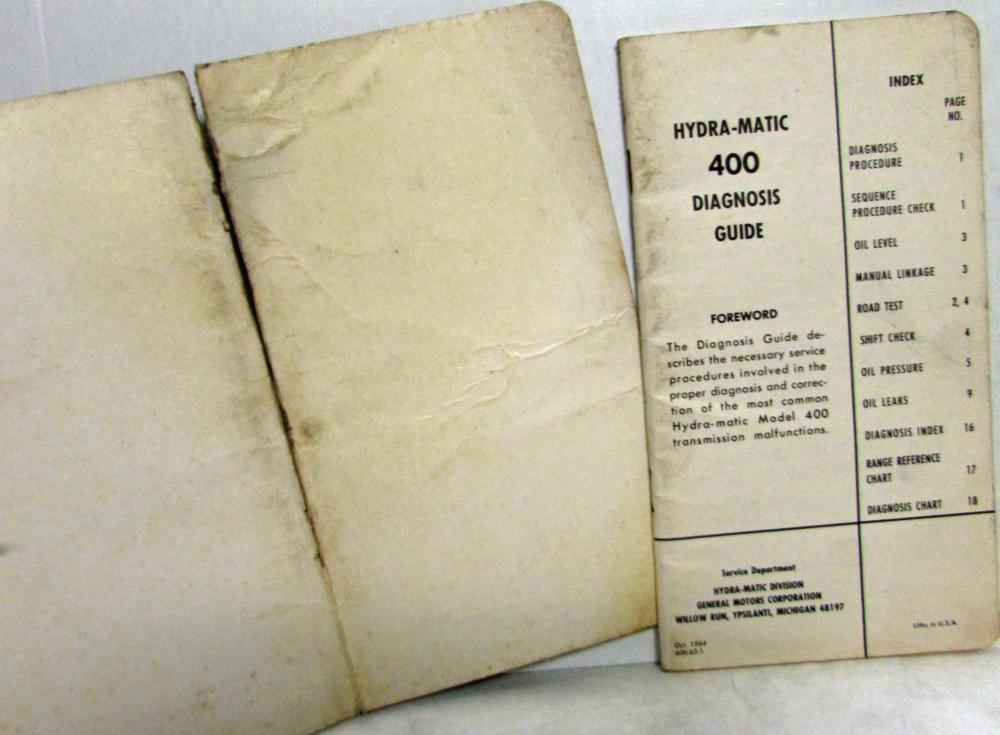 HYDRA-MATIC
400
DIAGNOSIS
GUIDE
FOREWORD
The Diagnosis Guide de-
scribes the necessary service
procedures involved in the
proper diagnosis and correc-
tion of the most common
Hydra-matic Model 400
transmission malfunctions.
Service Department
HYDRA-MATIC DIVISION
GENERAL MOTORS CORPORATION
WILLOW RUN, YPSILANTI, MICHIGAN 48197
Oct. 1964
400-65-1
INDEX
PAGE
NO.
DIAGNOSIS
PROCEDURE 1
SEQUENCE
PROCEDURE CHECK 1
OIL LEVEL 3
MANUAL LINKAGE 3
ROAD TEST 2, 4
SHIFT CHECK 4
OIL PRESSURE 5
OIL LEAKS 9
DIAGNOSIS INDEX 16
RANGE REFERENCE
CHART 17
DIAGNOSIS CHART 18
Litho in U.S.A.